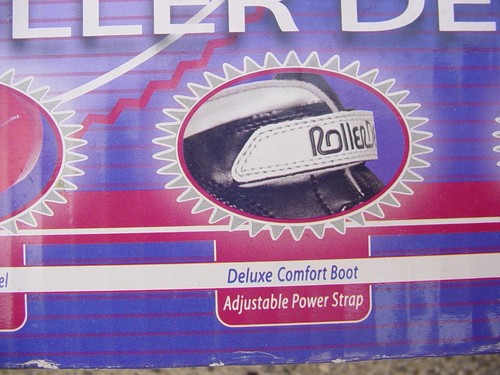 LLER DE
RollerD
el
Deluxe Comfort Boot
Adjustable Power Strap